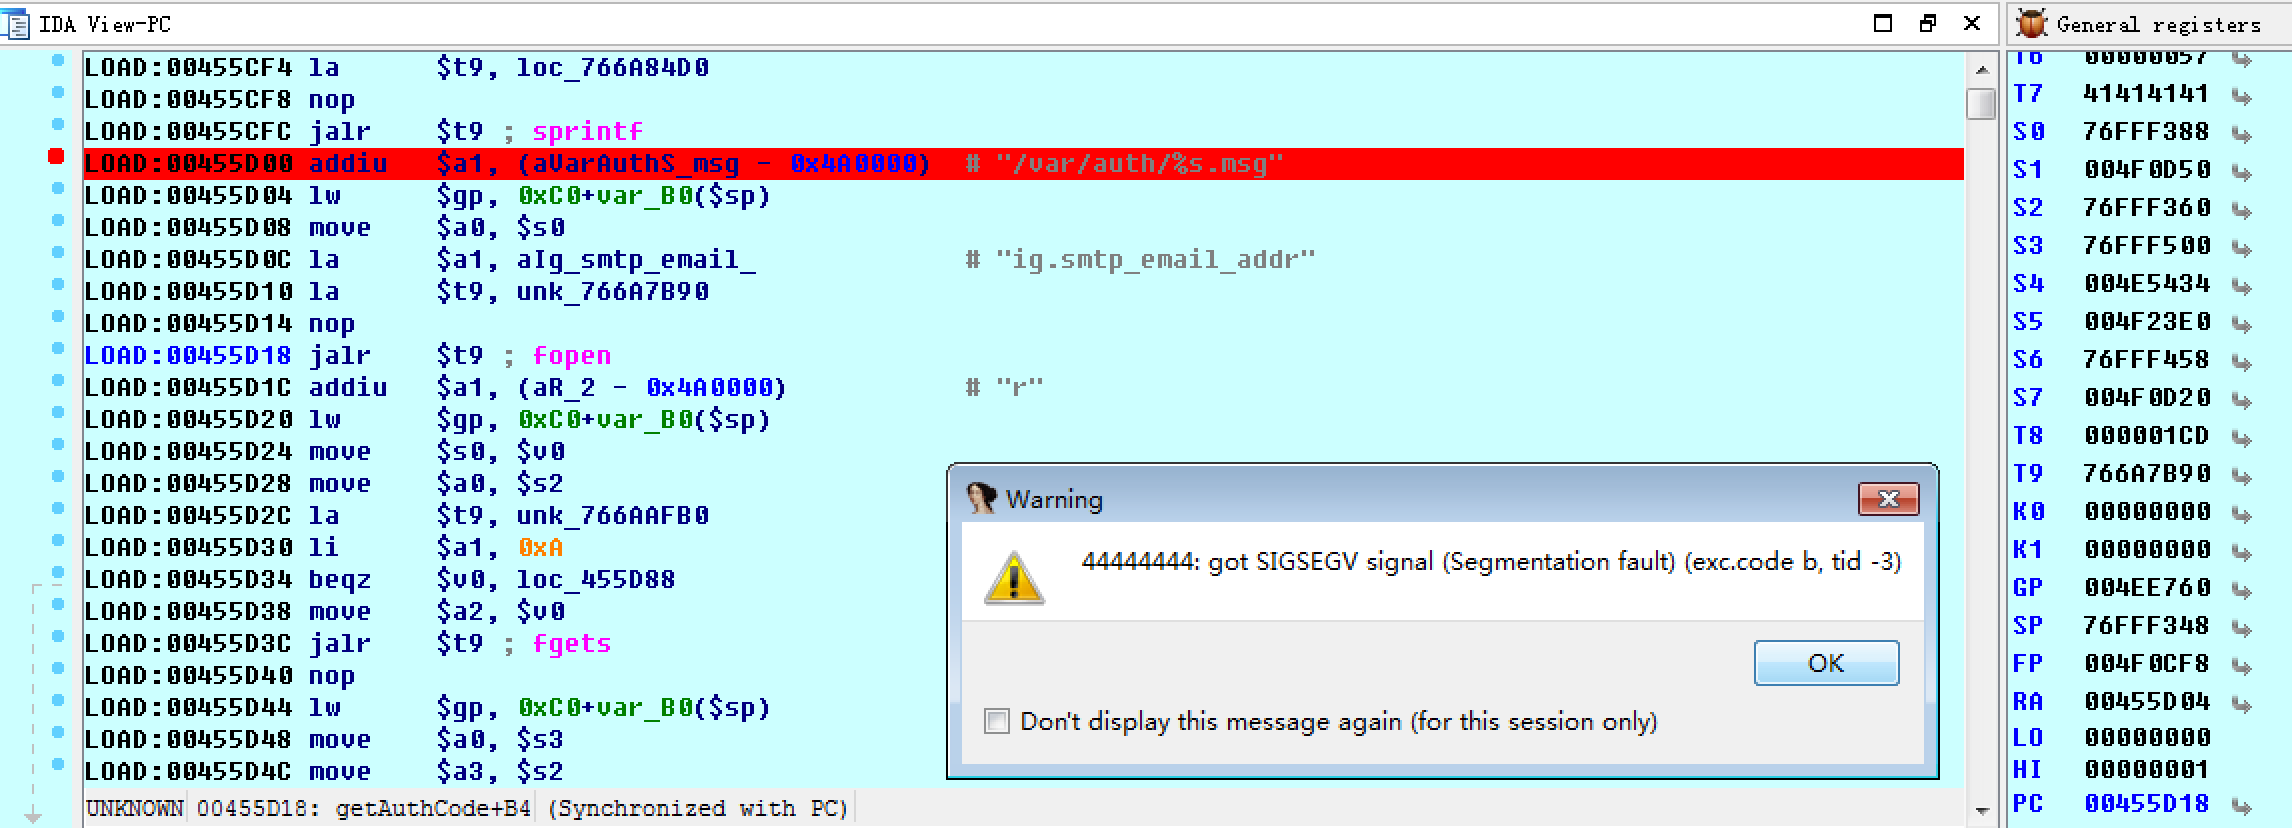 IDA View-PC
LOAD:00455CF4 la $t9, loc_766A84D0
LOAD:00455CF8 nop
LOAD:00455CFC jalr $t9 ; sprintf
LOAD:00455D00 addiu $a1, (aVarAuthS_msg - 0x4A0000) # "/var/auth/%s.msg"
LOAD:00455D04 lw $gp, 0xC0+var_B0($sp)
LOAD:00455D08 move $a0, $s0
LOAD:00455D0C la $a1, aIg_smtp_email_ # "ig.smtp_email_addr"
LOAD:00455D10 la $t9, unk_766A7B90
LOAD:00455D14 nop
LOAD:00455D18 jalr $t9 ; fopen
LOAD:00455D1C addiu $a1, (aR_2 - 0x4A0000) # "r"
LOAD:00455D20 lw $gp, 0xC0+var_B0($sp)
LOAD:00455D24 move $s0, $v0
LOAD:00455D28 move $a0, $s2
LOAD:00455D2C la $t9, unk_766AAFB0
LOAD:00455D30 li $a1, 0xA
LOAD:00455D34 beqz $v0, loc_455D88
LOAD:00455D38 move $a2, $v0
LOAD:00455D3C jalr $t9 ; fgets
LOAD:00455D40 nop
LOAD:00455D44 lw $gp, 0xC0+var_B0($sp)
LOAD:00455D48 move $a0, $s3
LOAD:00455D4C move $a3, $s2
UNKNOWN 00455D18: getAuthCode+B4 (Synchronized with PC)
Warning
44444444: got SIGSEGV signal (Segmentation fault) (exc.code b, tid -3)
OK
Don't display this message again (for this session only)
General registers
T6 00000057
T7 41414141
S0 76FFF388
S1 004F0D50
S2 76FFF360
S3 76FFF500
S4 004E5434
S5 004F23E0
S6 76FFF458
S7 004F0D20
T8 000001CD
T9 766A7B90
K0 00000000
K1 00000000
GP 004EE760
SP 76FFF348
FP 004F0CF8
RA 00455D04
LO 00000000
HI 00000001
PC 00455D18